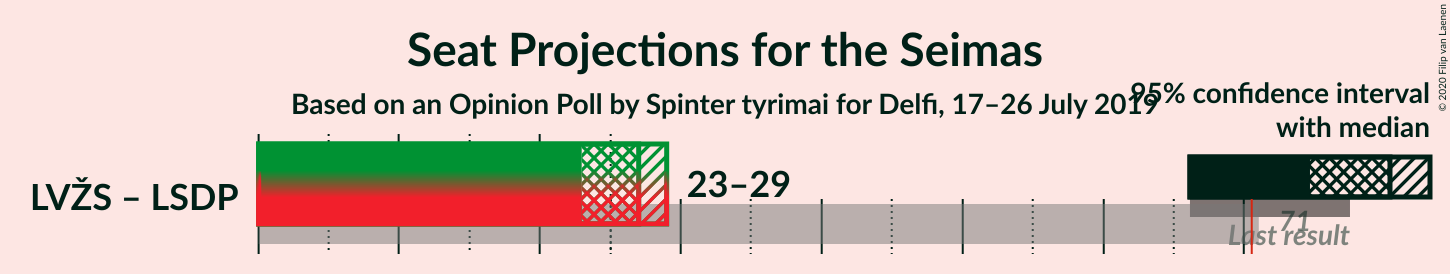 Seat Projections for the Seimas
Based on an Opinion Poll by Spinter tyrimai for Delfi, 17–26 July 2019
95% confidence interval
with median
LVŽS – LSDP
23–29
71
Last result
© 2020 Filip van Laenen